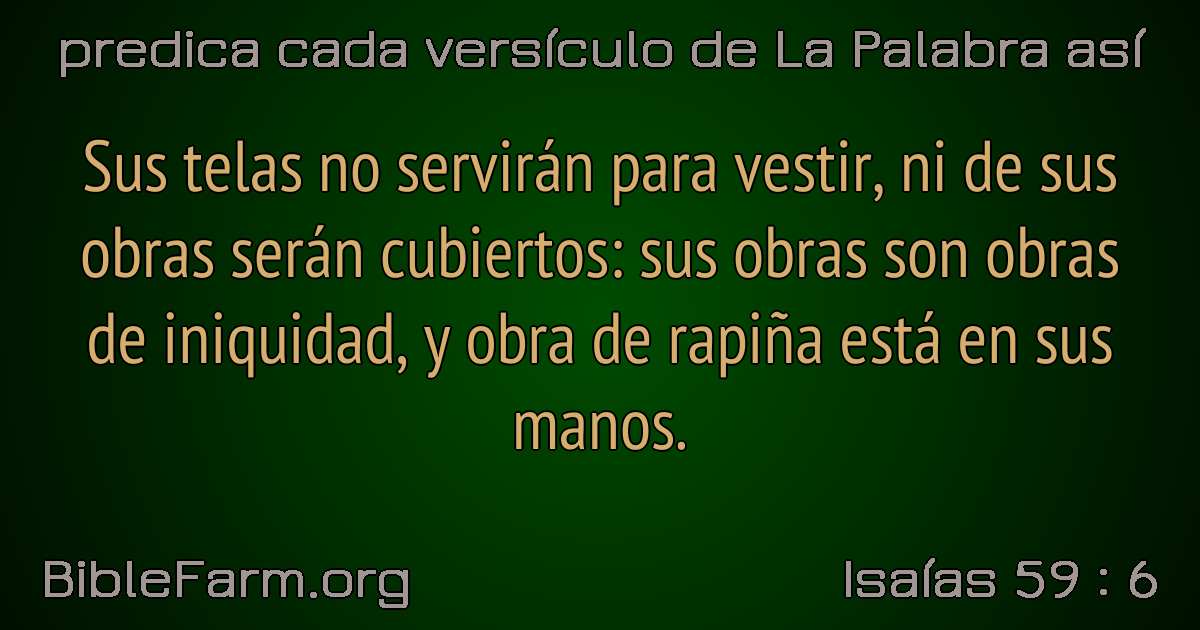 predica cada versículo de La Palabra así
Sus telas no servirán para vestir, ni de sus
obras serán cubiertos: sus obras son obras
de iniquidad, y obra de rapiña está en sus
manos.
BibleFarm.org
Isaías 59 : 6